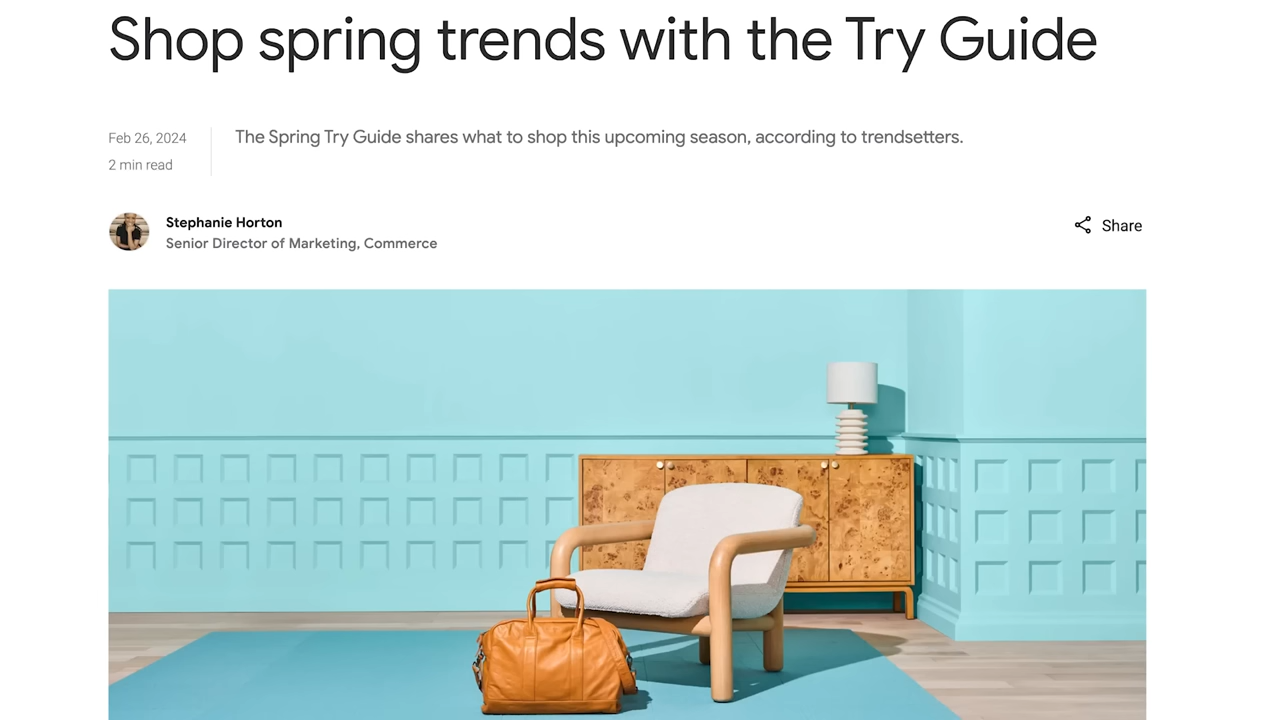 Shop spring trends with the Try Guide
Feb 26, 2024
2 min read
The Spring Try Guide shares what to shop this upcoming season, according to trendsetters.
Stephanie Horton
Senior Director of Marketing, Commerce
Share